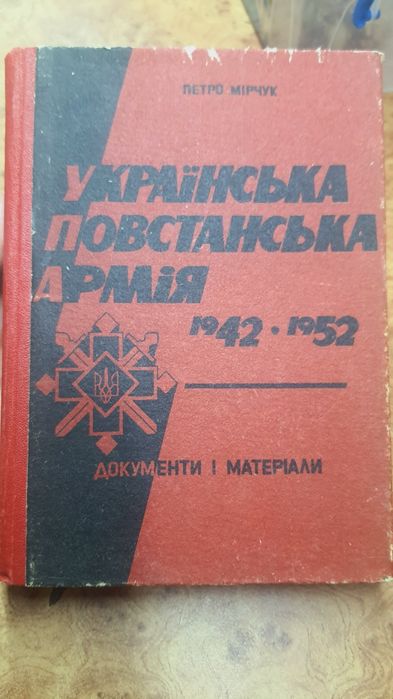 ПЕТРО МІРЧУК
УКРАЇНСЬКА
ПОВСТАНСЬКА
АРМІЯ
1942·1952
ДОКУМЕНТИ І МАТЕРІАЛИ